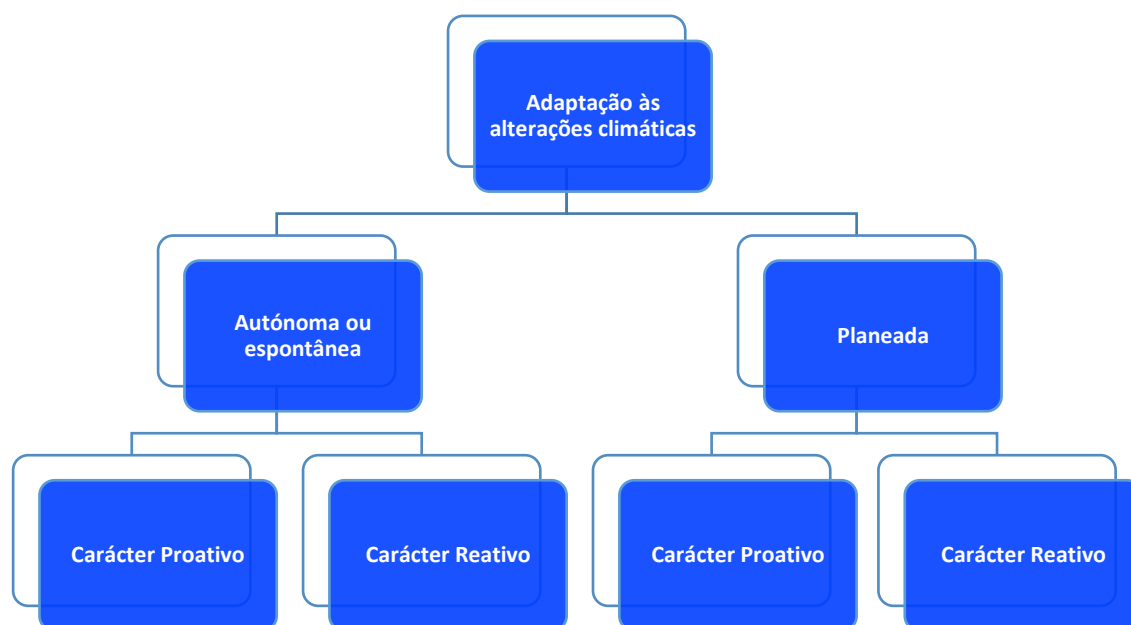 Adaptação às
alterações climáticas
Autónoma ou
espontânea
Planeada
Carácter Proativo
Carácter Reativo
Carácter Proativo
Carácter Reativo